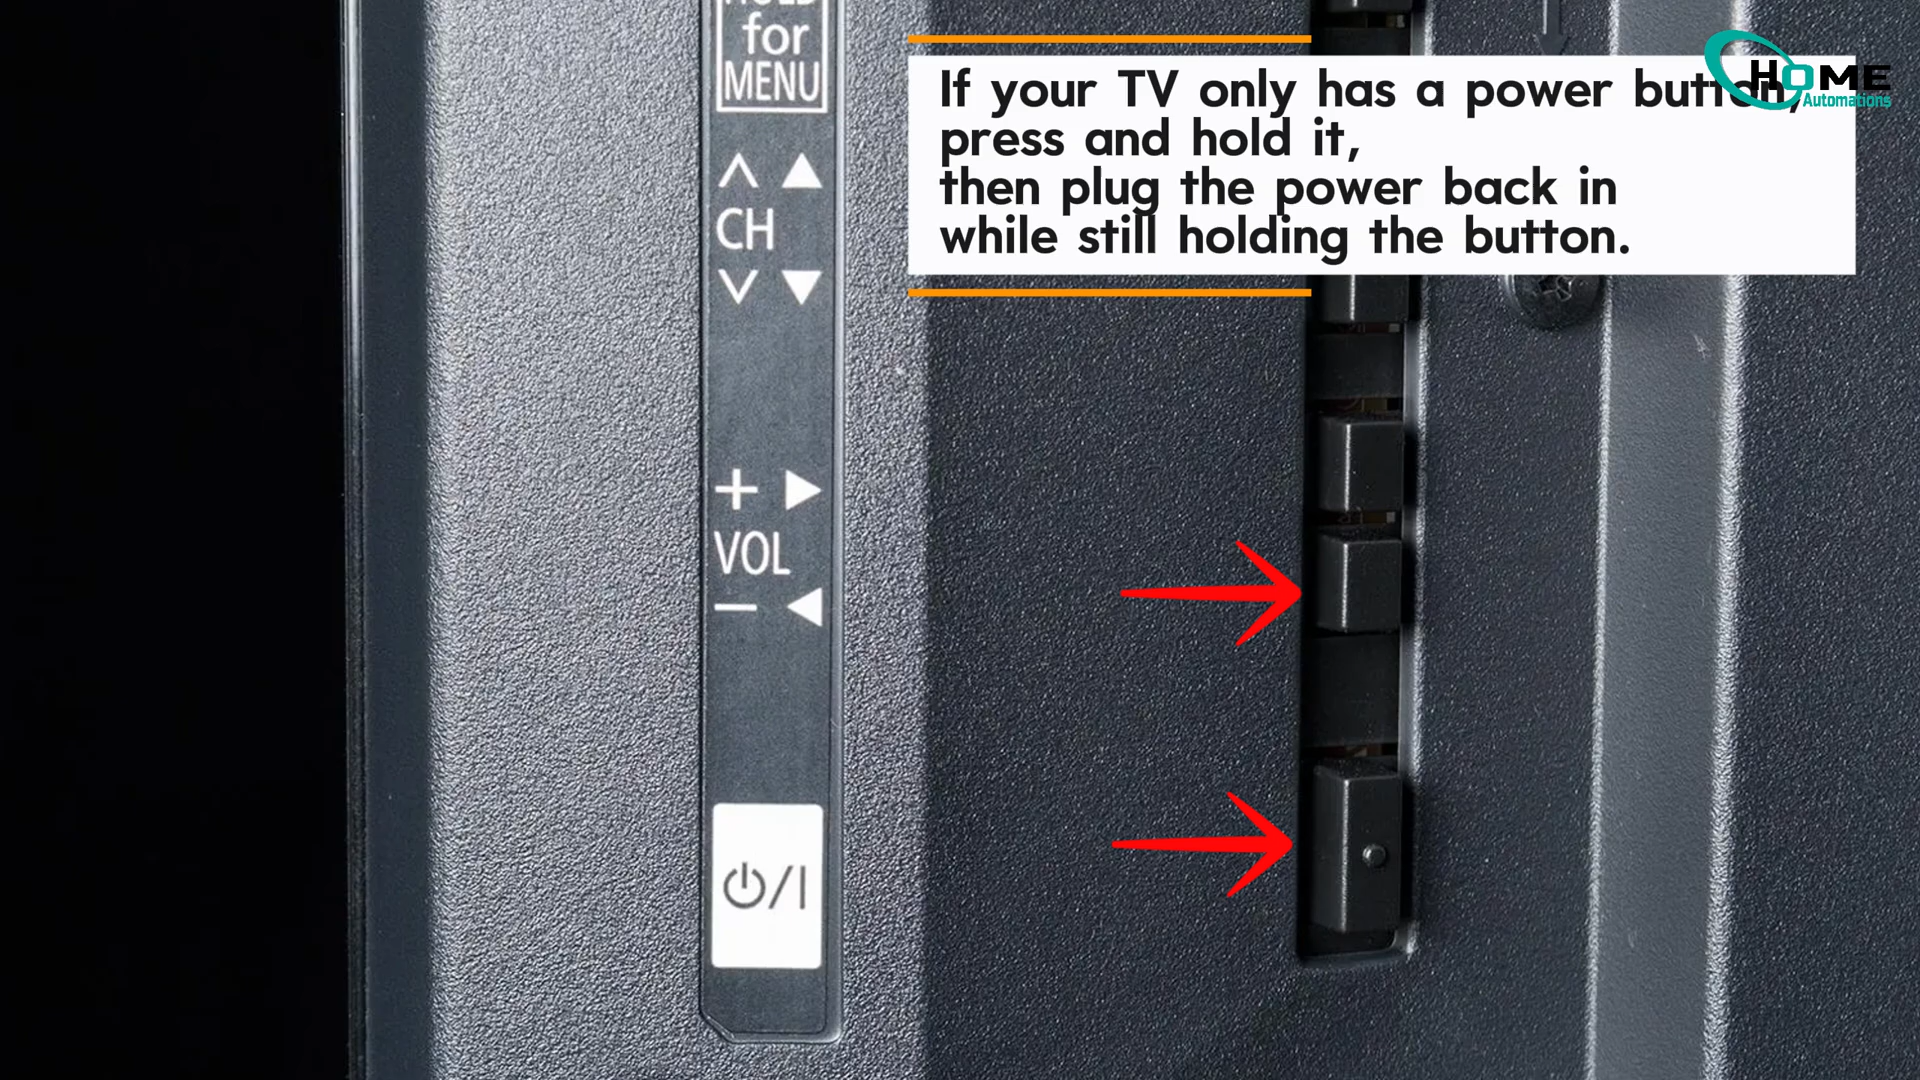 for
MENU
CH
+
VOL
–
If your TV only has a power button,
press and hold it,
then plug the power back in
while still holding the button.
HOME
Automations